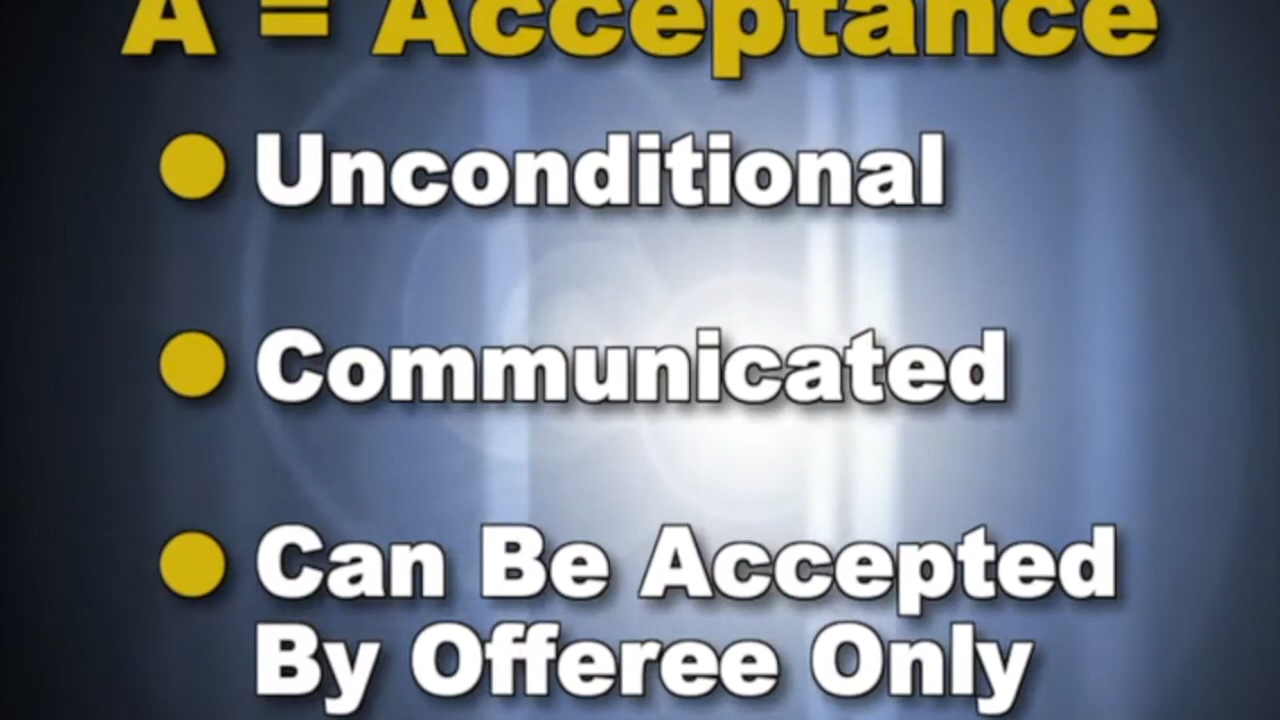 A = Acceptance
Unconditional
Communicated
Can Be Accepted
By Offeree Only